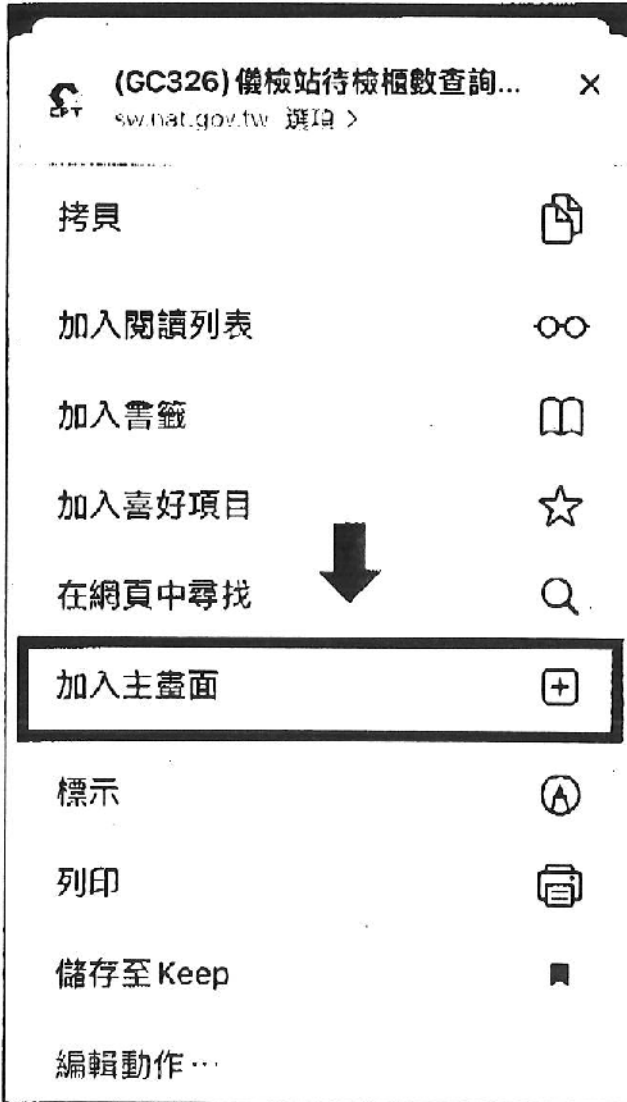 (GC326) 儀檢站待檢櫃數查詢...
CPT
sw.nat.gov.tw 選項 >
拷貝
加入閱讀列表
加入書籤
加入喜好項目
在網頁中尋找
加入主畫面
標示
列印
儲存至 Keep
編輯動作…